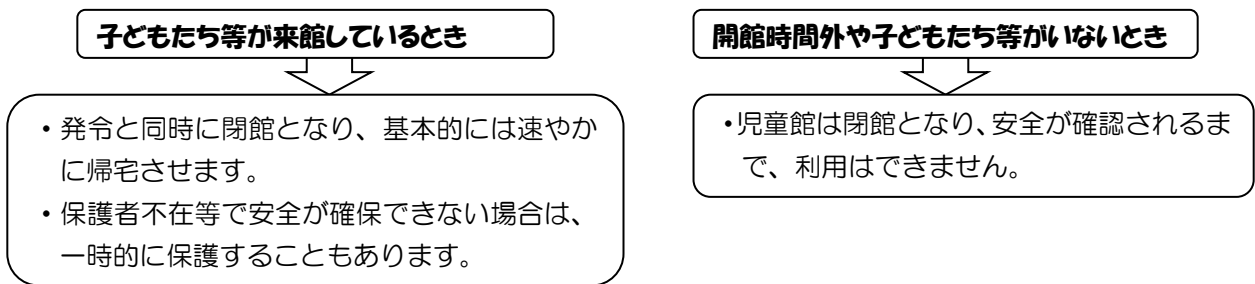 子どもたち等が来館しているとき
・発令と同時に閉館となり、基本的には速やか
に帰宅させます。
・保護者不在等で安全が確保できない場合は、
一時的に保護することもあります。
開館時間外や子どもたち等がいないとき
・児童館は閉館となり、安全が確認されるま
で、利用はできません。